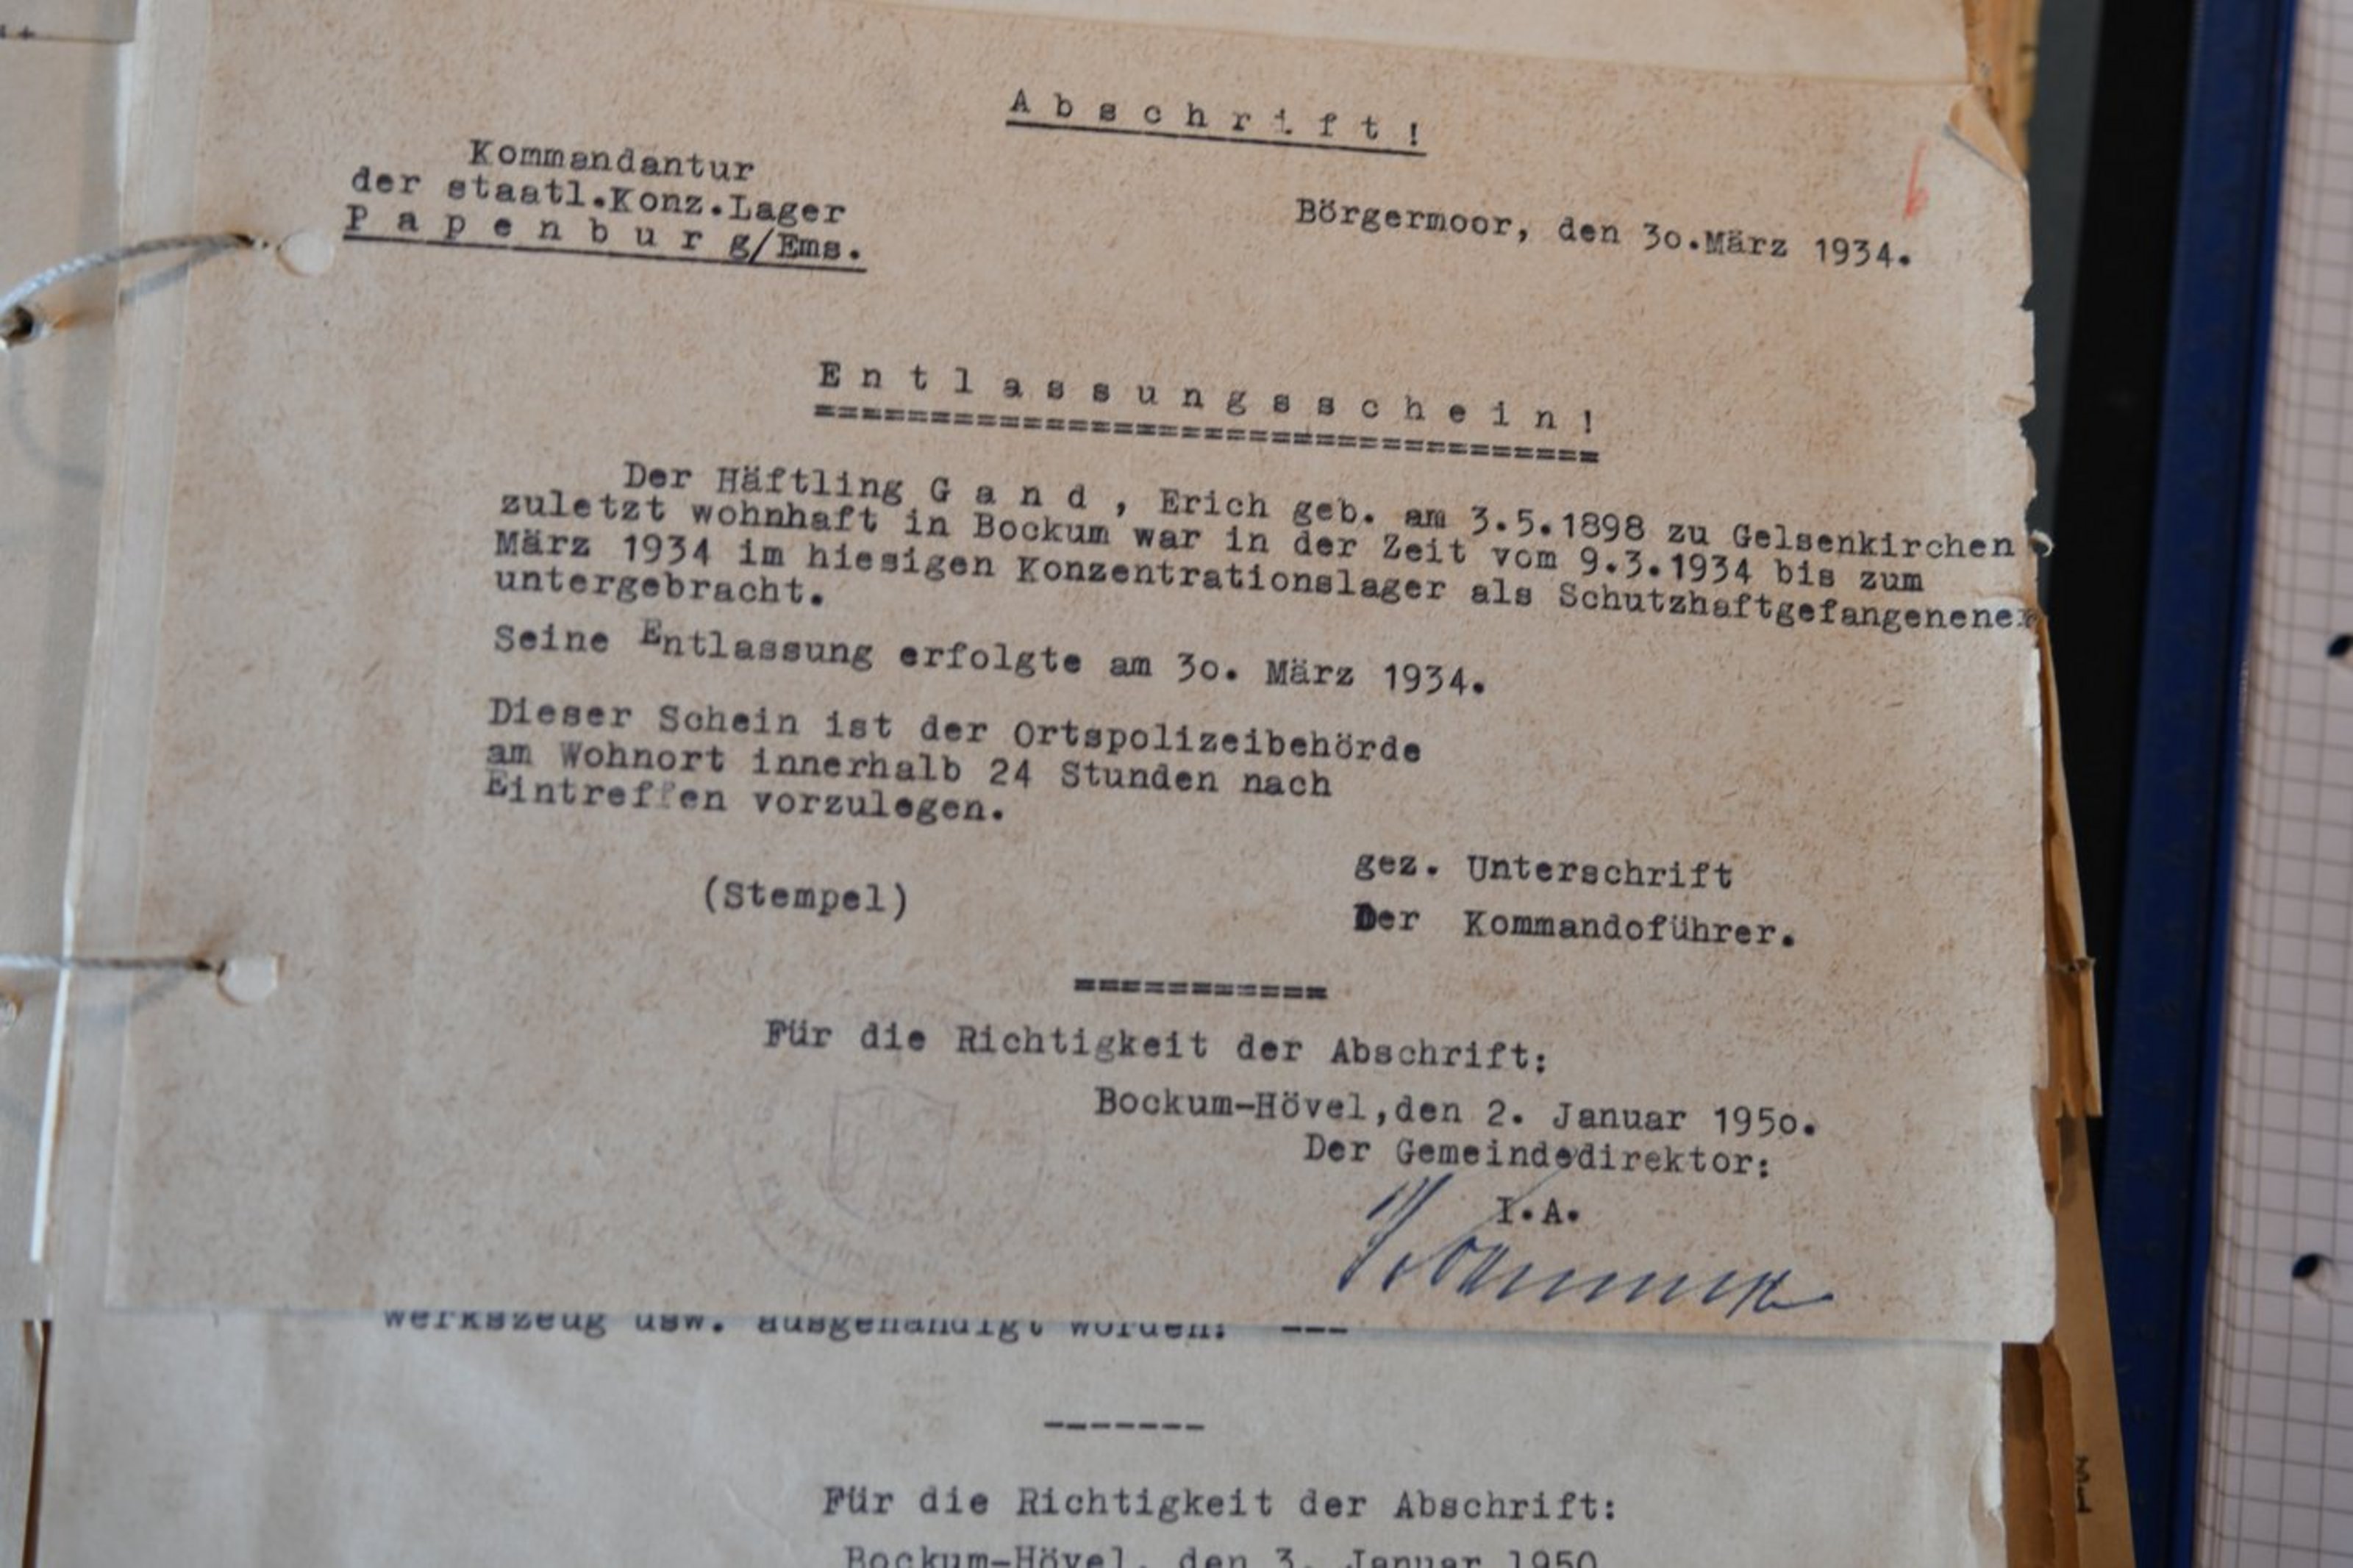 Abschrift!
Kommandantur
der staatl.Konz.Lager
Papenburg/Ems.
Börgermoor, den 30.März 1934.
Entlassungsschein!
===================================
Der Häftling Gand, Erich geb. am 3.5.1898 zu Gelsenkirchen
zuletzt wohnhaft in Bockum war in der Zeit vom 9.3.1934 bis zum
März 1934 im hiesigen Konzentrationslager als Schutzhaftgefangenener
untergebracht.
Seine Entlassung erfolgte am 30. März 1934.
Dieser Schein ist der Ortspolizeibehörde
am Wohnort innerhalb 24 Stunden nach
Eintreffen vorzulegen.
gez. Unterschrift
(Stempel)
Der Kommandoführer.
===========
Für die Richtigkeit der Abschrift:
Bockum-Hövel,den 2. Januar 1950.
Der Gemeindedirektor:
I.A.
werkszeug usw. ausgehändigt worden. ---
-------
Für die Richtigkeit der Abschrift:
Bockum-Hövel, den 3. Januar 1950